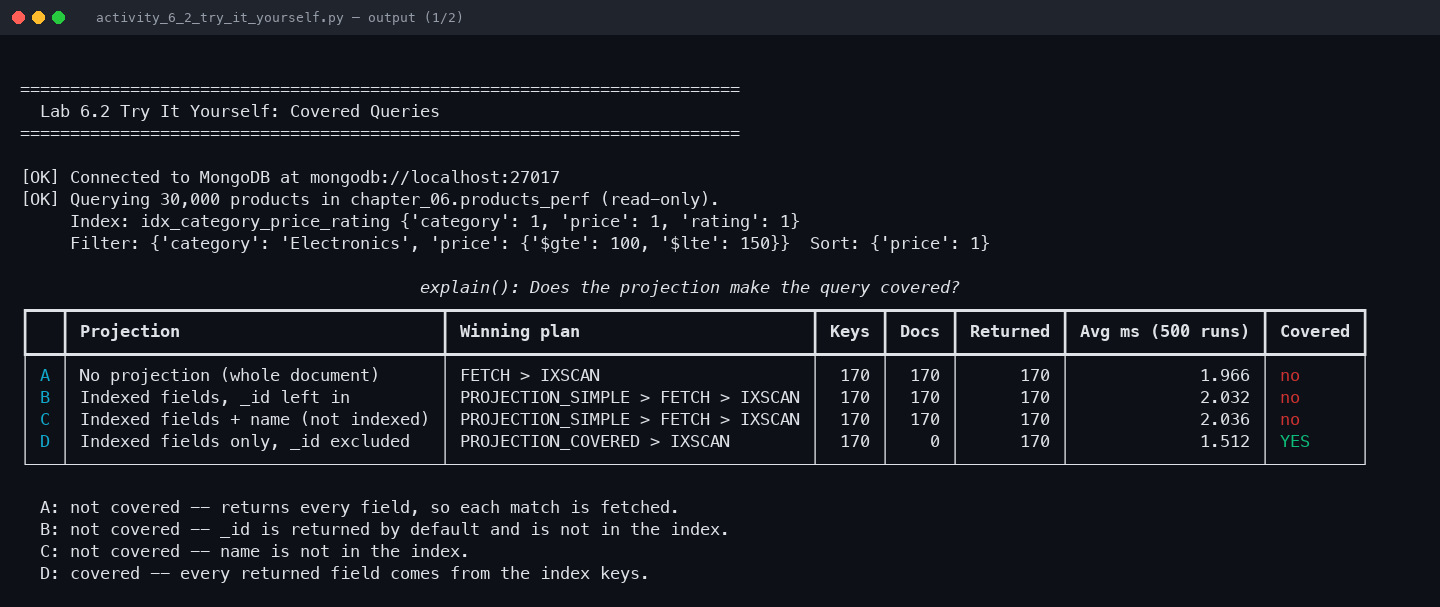 activity_6_2_try_it_yourself.py — output (1/2)
========================================================================
Lab 6.2 Try It Yourself: Covered Queries
========================================================================
[OK] Connected to MongoDB at mongodb://localhost:27017
[OK] Querying 30,000 products in chapter_06.products_perf (read-only).
Index: idx_category_price_rating {'category': 1, 'price': 1, 'rating': 1}
Filter: {'category': 'Electronics', 'price': {'$gte': 100, '$lte': 150}}  Sort: {'price': 1}
explain(): Does the projection make the query covered?
Projection | Winning plan | Keys | Docs | Returned | Avg ms (500 runs) | Covered
A | No projection (whole document) | FETCH > IXSCAN | 170 | 170 | 170 | 1.966 | no
B | Indexed fields, _id left in | PROJECTION_SIMPLE > FETCH > IXSCAN | 170 | 170 | 170 | 2.032 | no
C | Indexed fields + name (not indexed) | PROJECTION_SIMPLE > FETCH > IXSCAN | 170 | 170 | 170 | 2.036 | no
D | Indexed fields only, _id excluded | PROJECTION_COVERED > IXSCAN | 170 | 0 | 170 | 1.512 | YES
A: not covered -- returns every field, so each match is fetched.
B: not covered -- _id is returned by default and is not in the index.
C: not covered -- name is not in the index.
D: covered -- every returned field comes from the index keys.